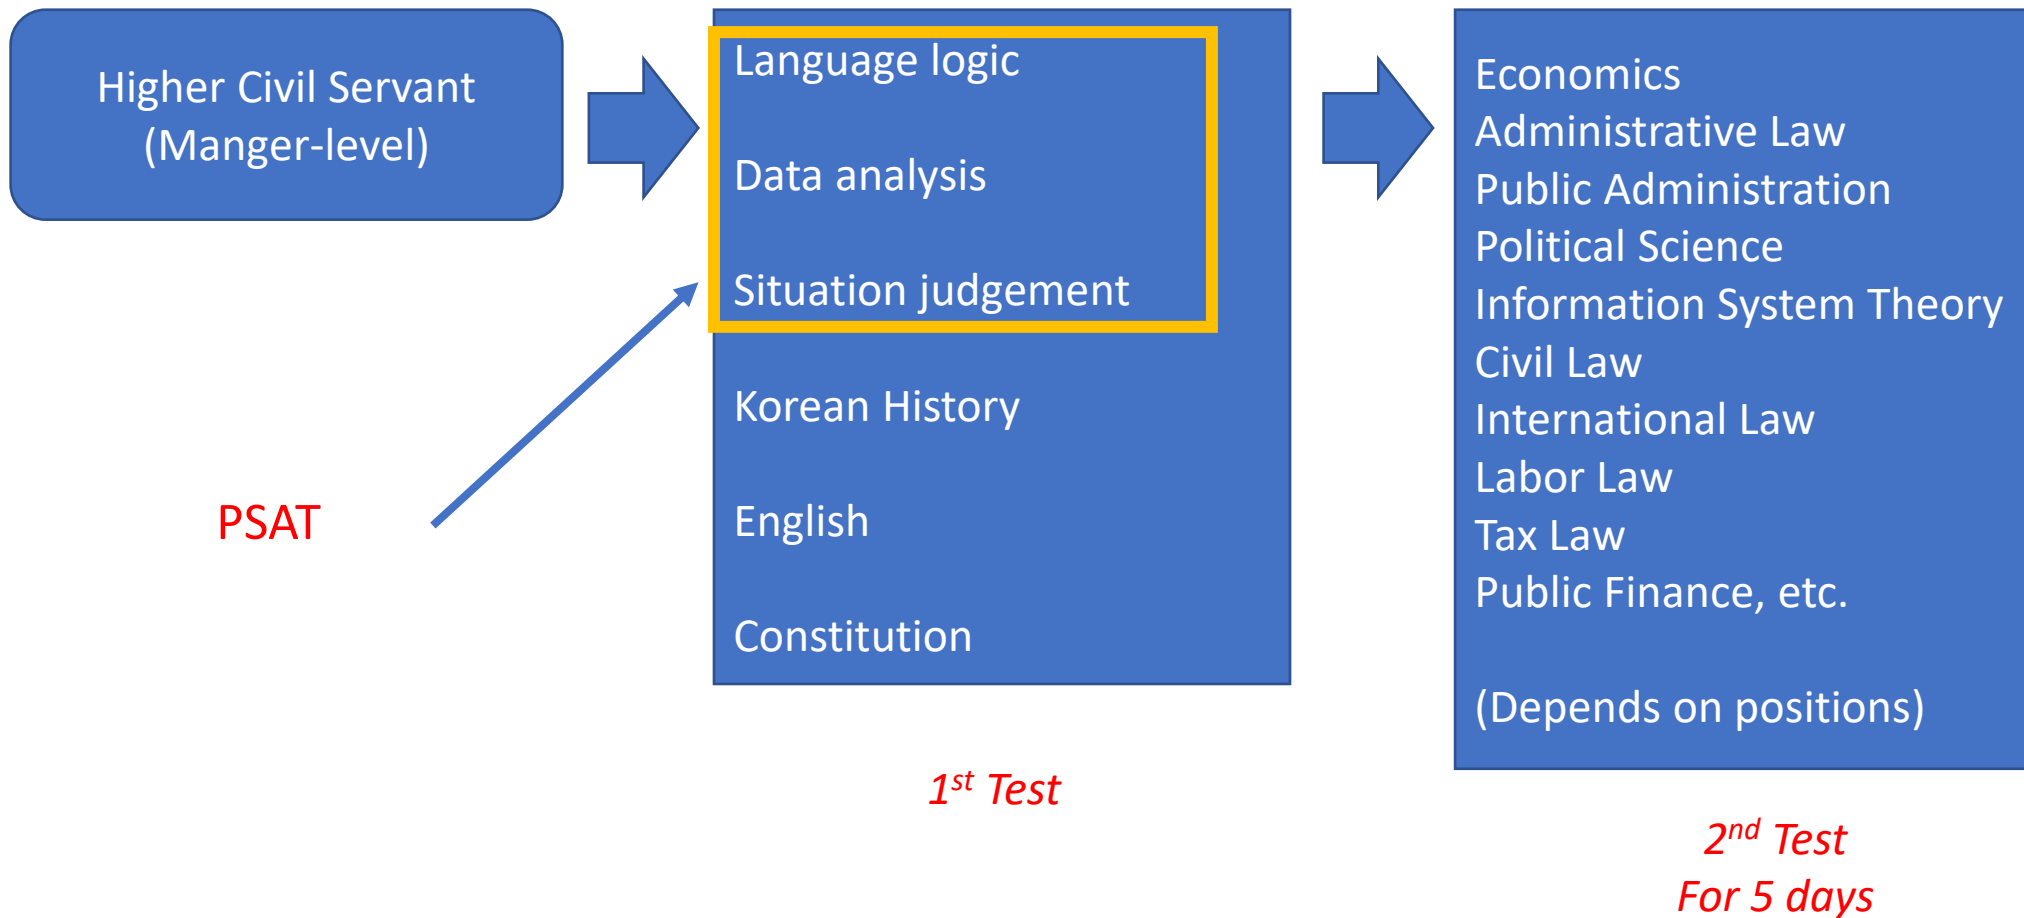 Higher Civil Servant
(Manger-level)
PSAT
Language logic
Data analysis
Situation judgement
Korean History
English
Constitution
1st Test
Economics
Administrative Law
Public Administration
Political Science
Information System Theory
Civil Law
International Law
Labor Law
Tax Law
Public Finance, etc.
(Depends on positions)
2nd Test
For 5 days